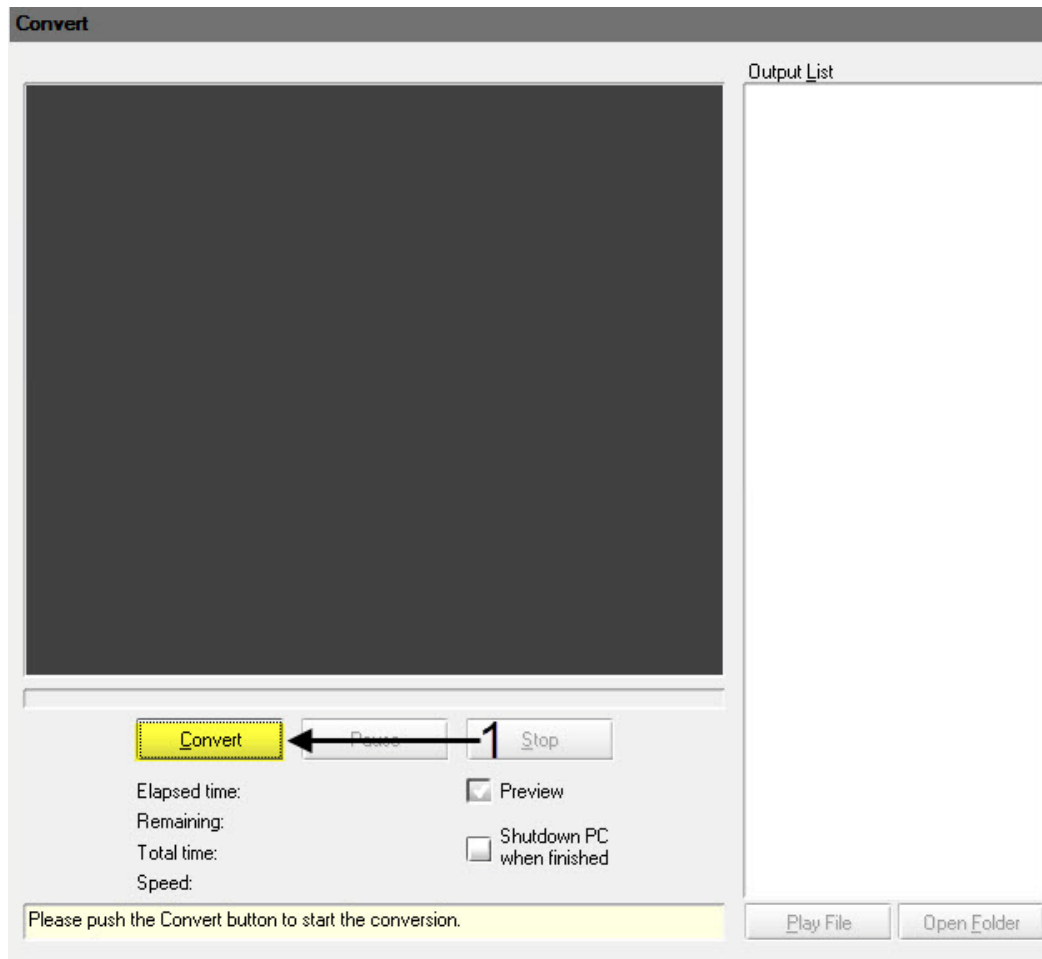 Convert
Output List
Convert
Pause
1
Stop
Elapsed time:
Preview
Remaining:
Shutdown PC
when finished
Total time:
Speed:
Please push the Convert button to start the conversion.
Play File
Open Folder